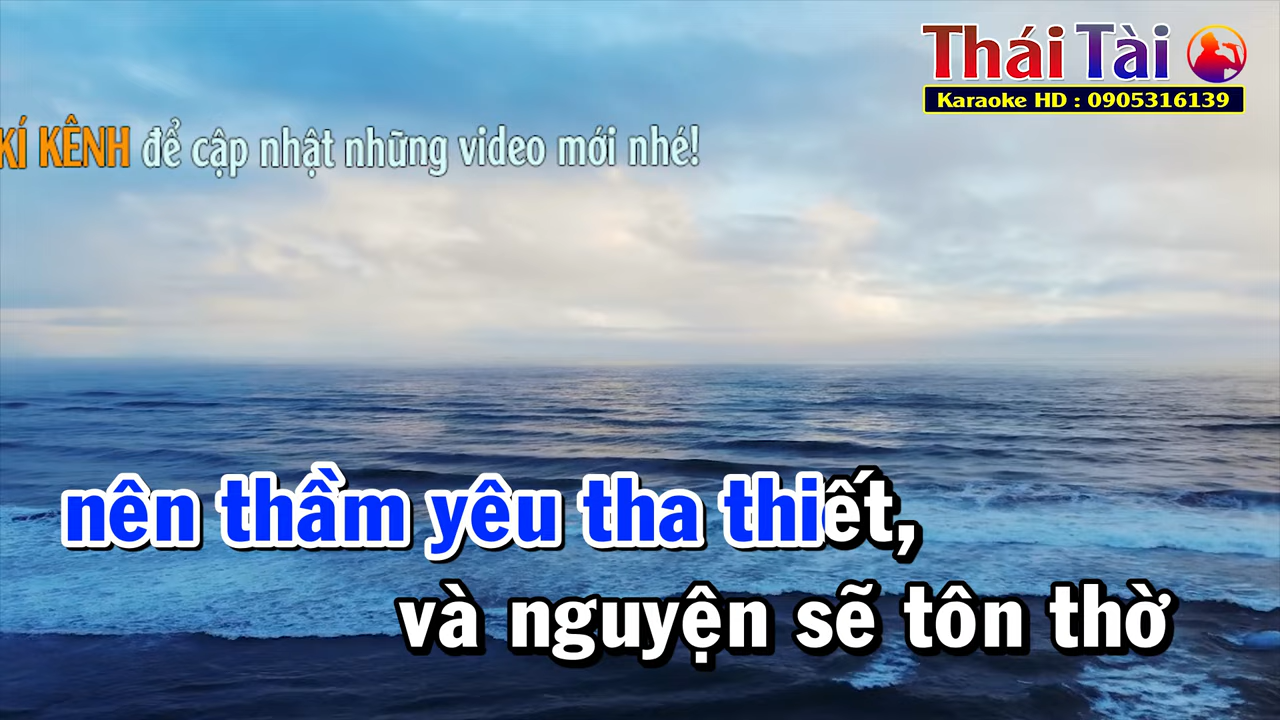 Thái Tài
Karaoke HD : 0905316139
KÍ KÊNH để cập nhật những video mới nhé!
nên thầm yêu tha thiết,
và nguyện sẽ tôn thờ